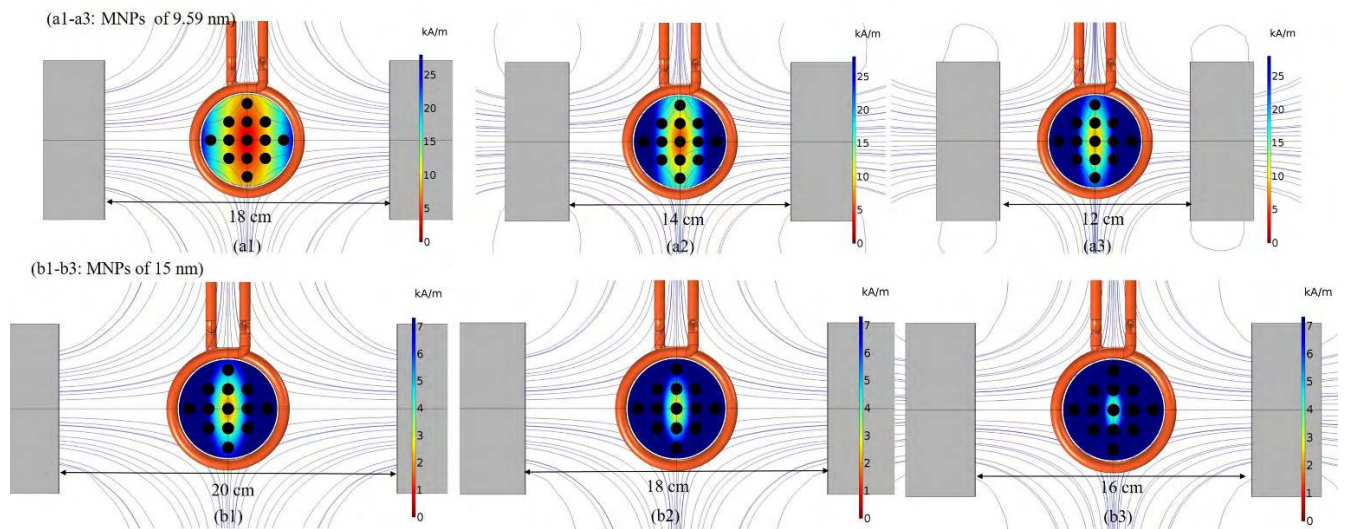 (a1-a3: MNPs of 9.59 nm)
kA/m
25
20
15
10
5
0
18 cm
(a1)
kA/m
25
20
15
10
5
0
14 cm
(a2)
kA/m
25
20
15
10
5
0
12 cm
(a3)
(b1-b3: MNPs of 15 nm)
kA/m
7
6
5
4
3
2
1
0
20 cm
(b1)
kA/m
7
6
5
4
3
2
1
0
18 cm
(b2)
kA/m
7
6
5
4
3
2
1
0
16 cm
(b3)